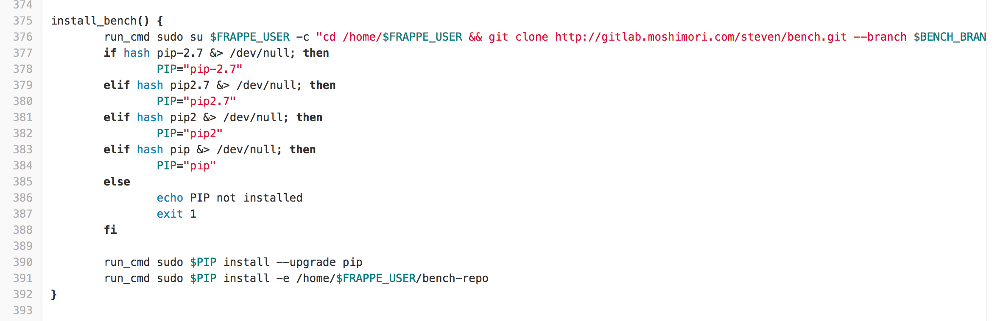 374
375 install_bench() {
376 run_cmd sudo su $FRAPPE_USER -c "cd /home/$FRAPPE_USER && git clone http://gitlab.moshimori.com/steven/bench.git --branch $BENCH_BRAN
377 if hash pip-2.7 &> /dev/null; then
378 PIP="pip-2.7"
379 elif hash pip2.7 &> /dev/null; then
380 PIP="pip2.7"
381 elif hash pip2 &> /dev/null; then
382 PIP="pip2"
383 elif hash pip &> /dev/null; then
384 PIP="pip"
385 else
386 echo PIP not installed
387 exit 1
388 fi
389
390 run_cmd sudo $PIP install --upgrade pip
391 run_cmd sudo $PIP install -e /home/$FRAPPE_USER/bench-repo
392 }
393